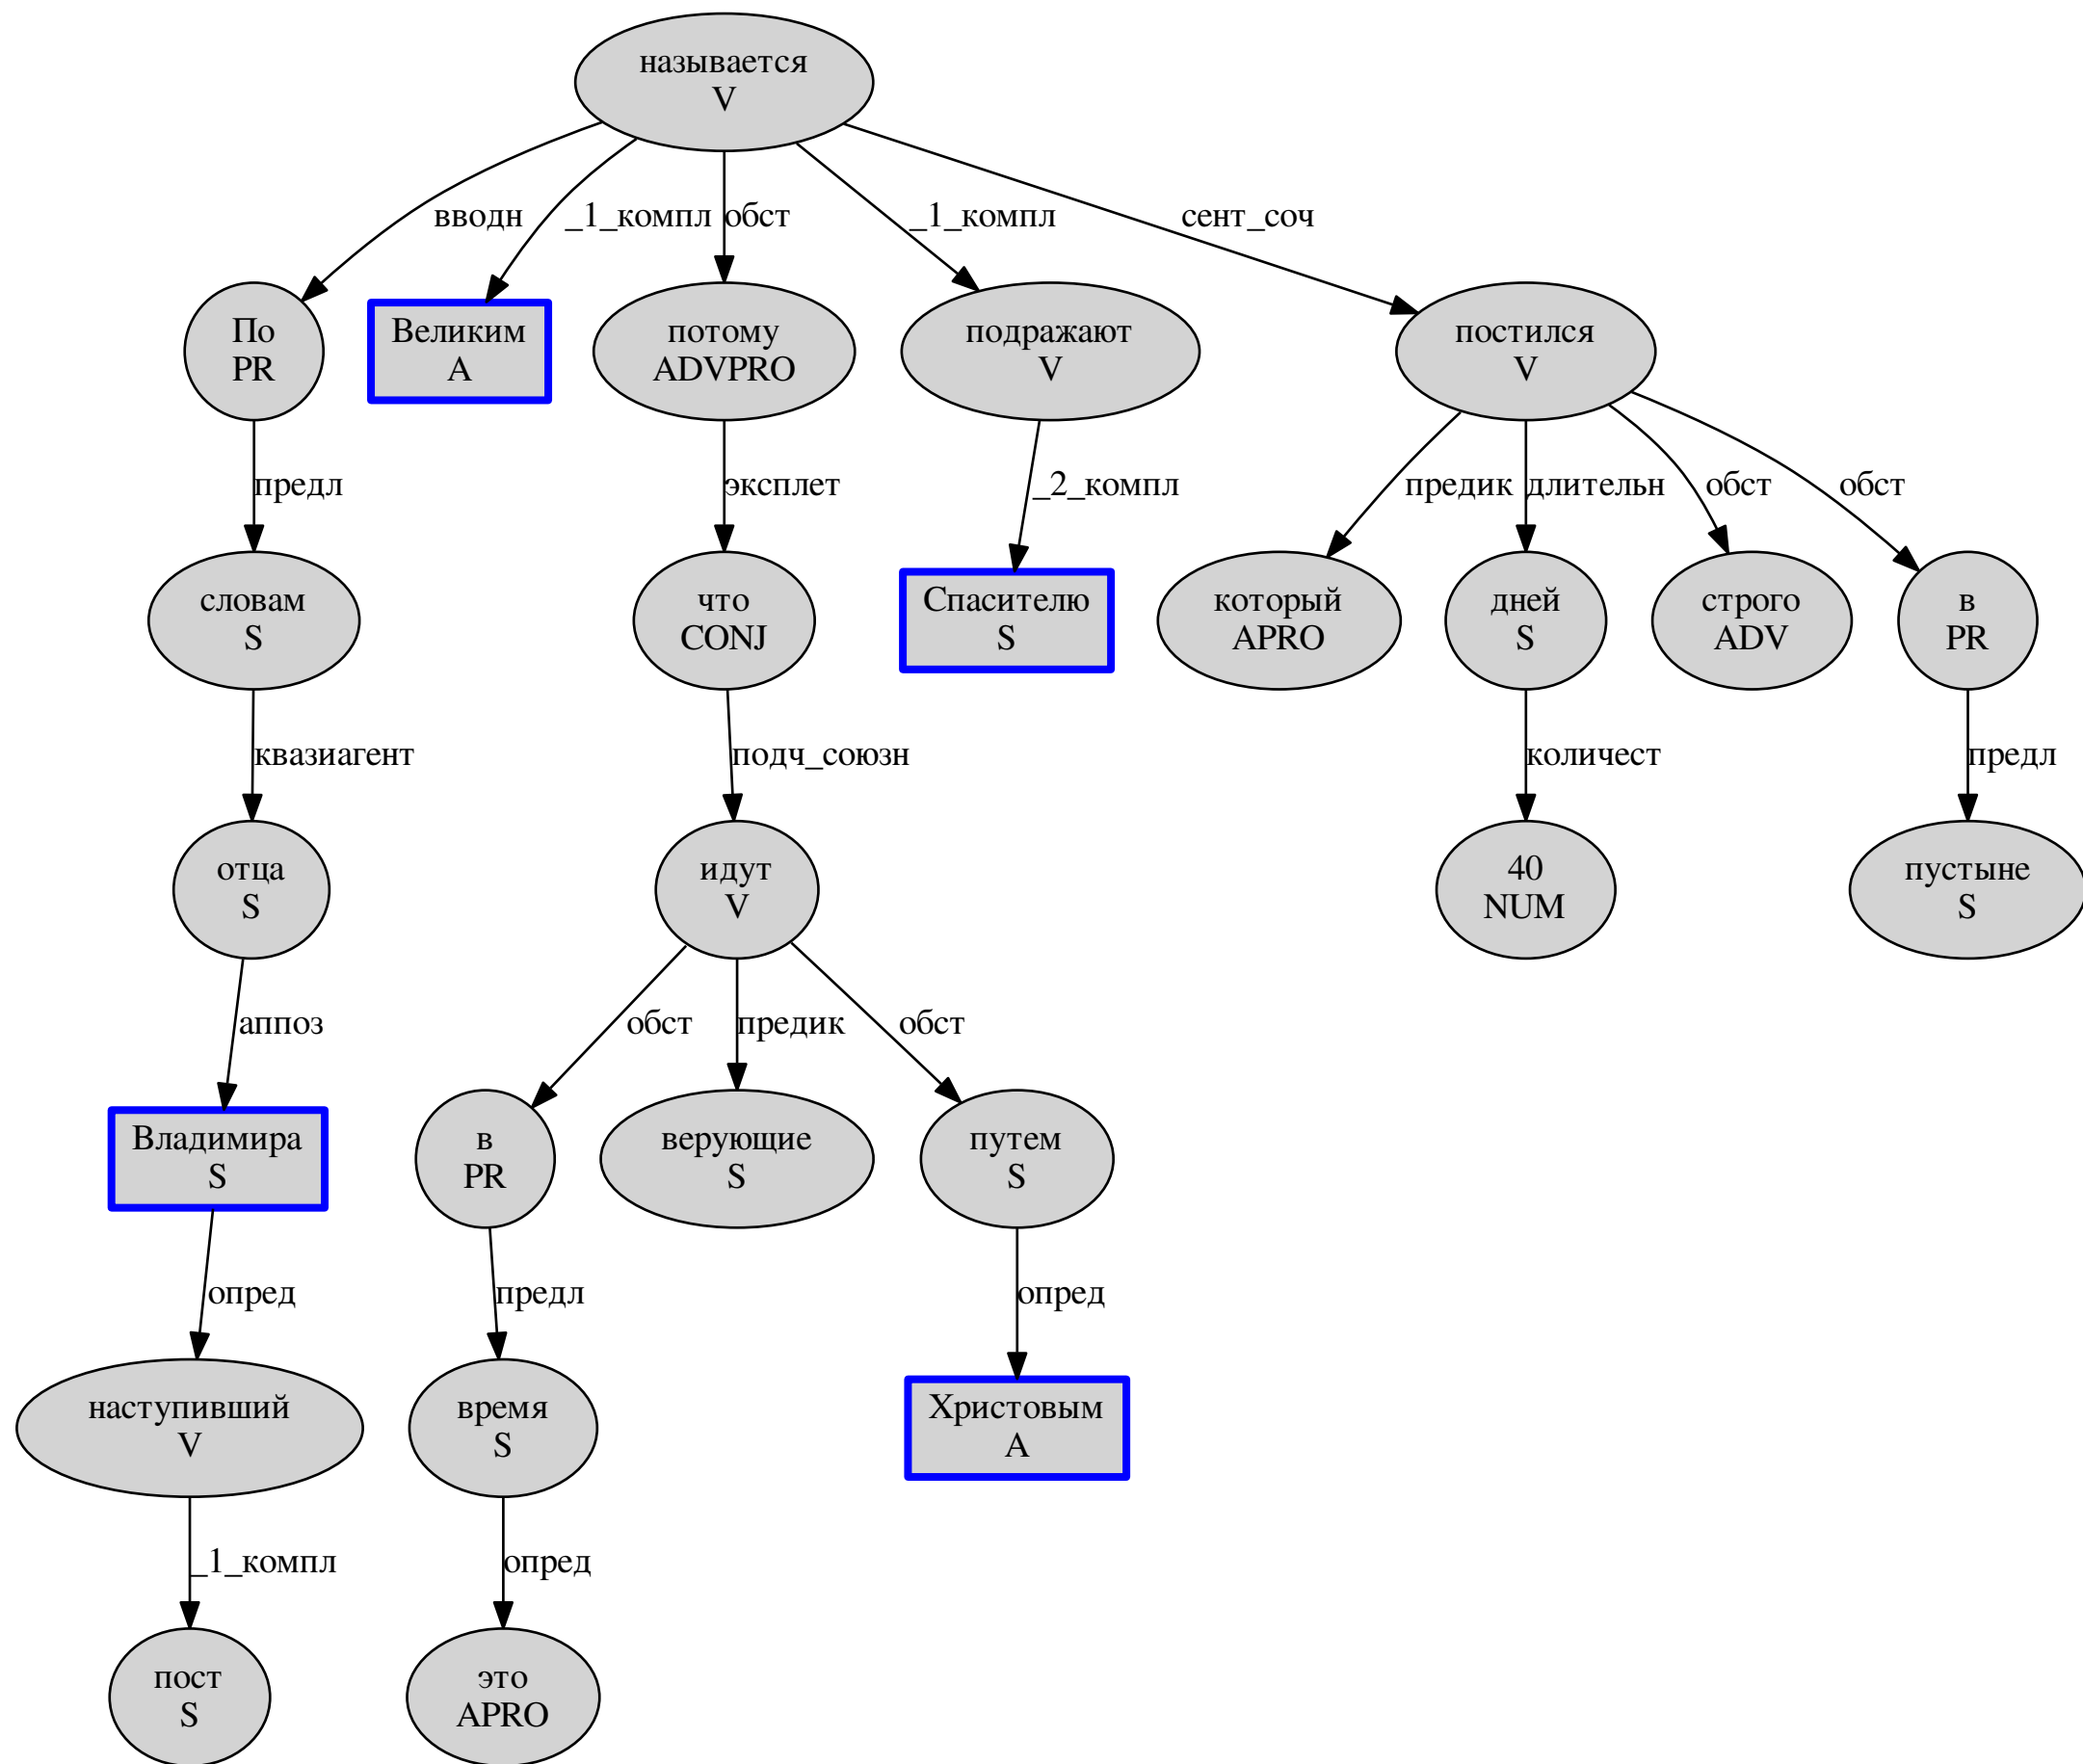 называется
V
вводн
_1_компл
обст
_1_компл
сент_соч
По
PR
Великим
A
потому
ADVPRO
подражают
V
постился
V
предл
эксплет
_2_компл
предик
длительн
обст
обст
словам
S
что
CONJ
Спасителю
S
который
APRO
дней
S
строго
ADV
в
PR
квазиагент
подч_союзн
количест
предл
отца
S
идут
V
40
NUM
пустыне
S
аппоз
обст
предик
обст
Владимира
S
в
PR
верующие
S
путем
S
опред
предл
опред
наступивший
V
время
S
Христовым
A
_1_компл
опред
пост
S
это
APRO